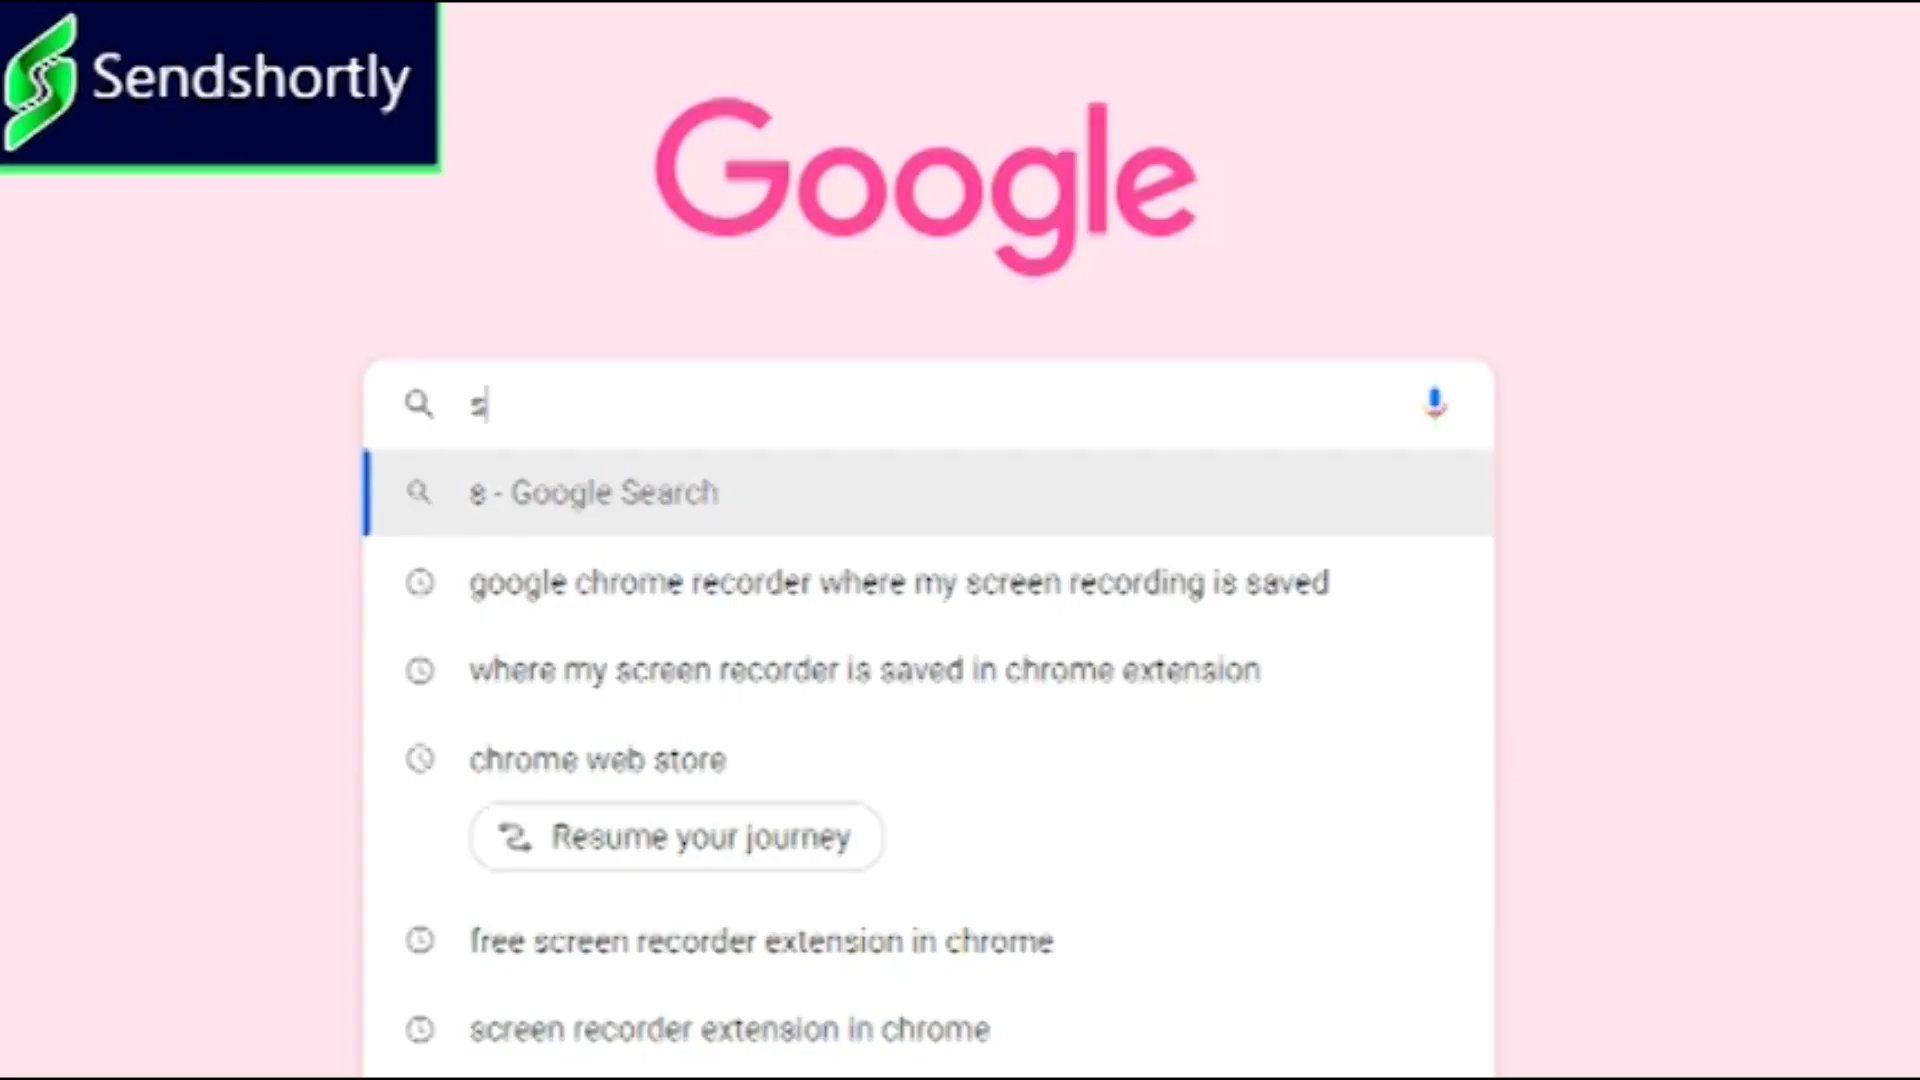 Sendshortly
Google
s
s - Google Search
google chrome recorder where my screen recording is saved
where my screen recorder is saved in chrome extension
chrome web store
Resume your journey
free screen recorder extension in chrome
screen recorder extension in chrome